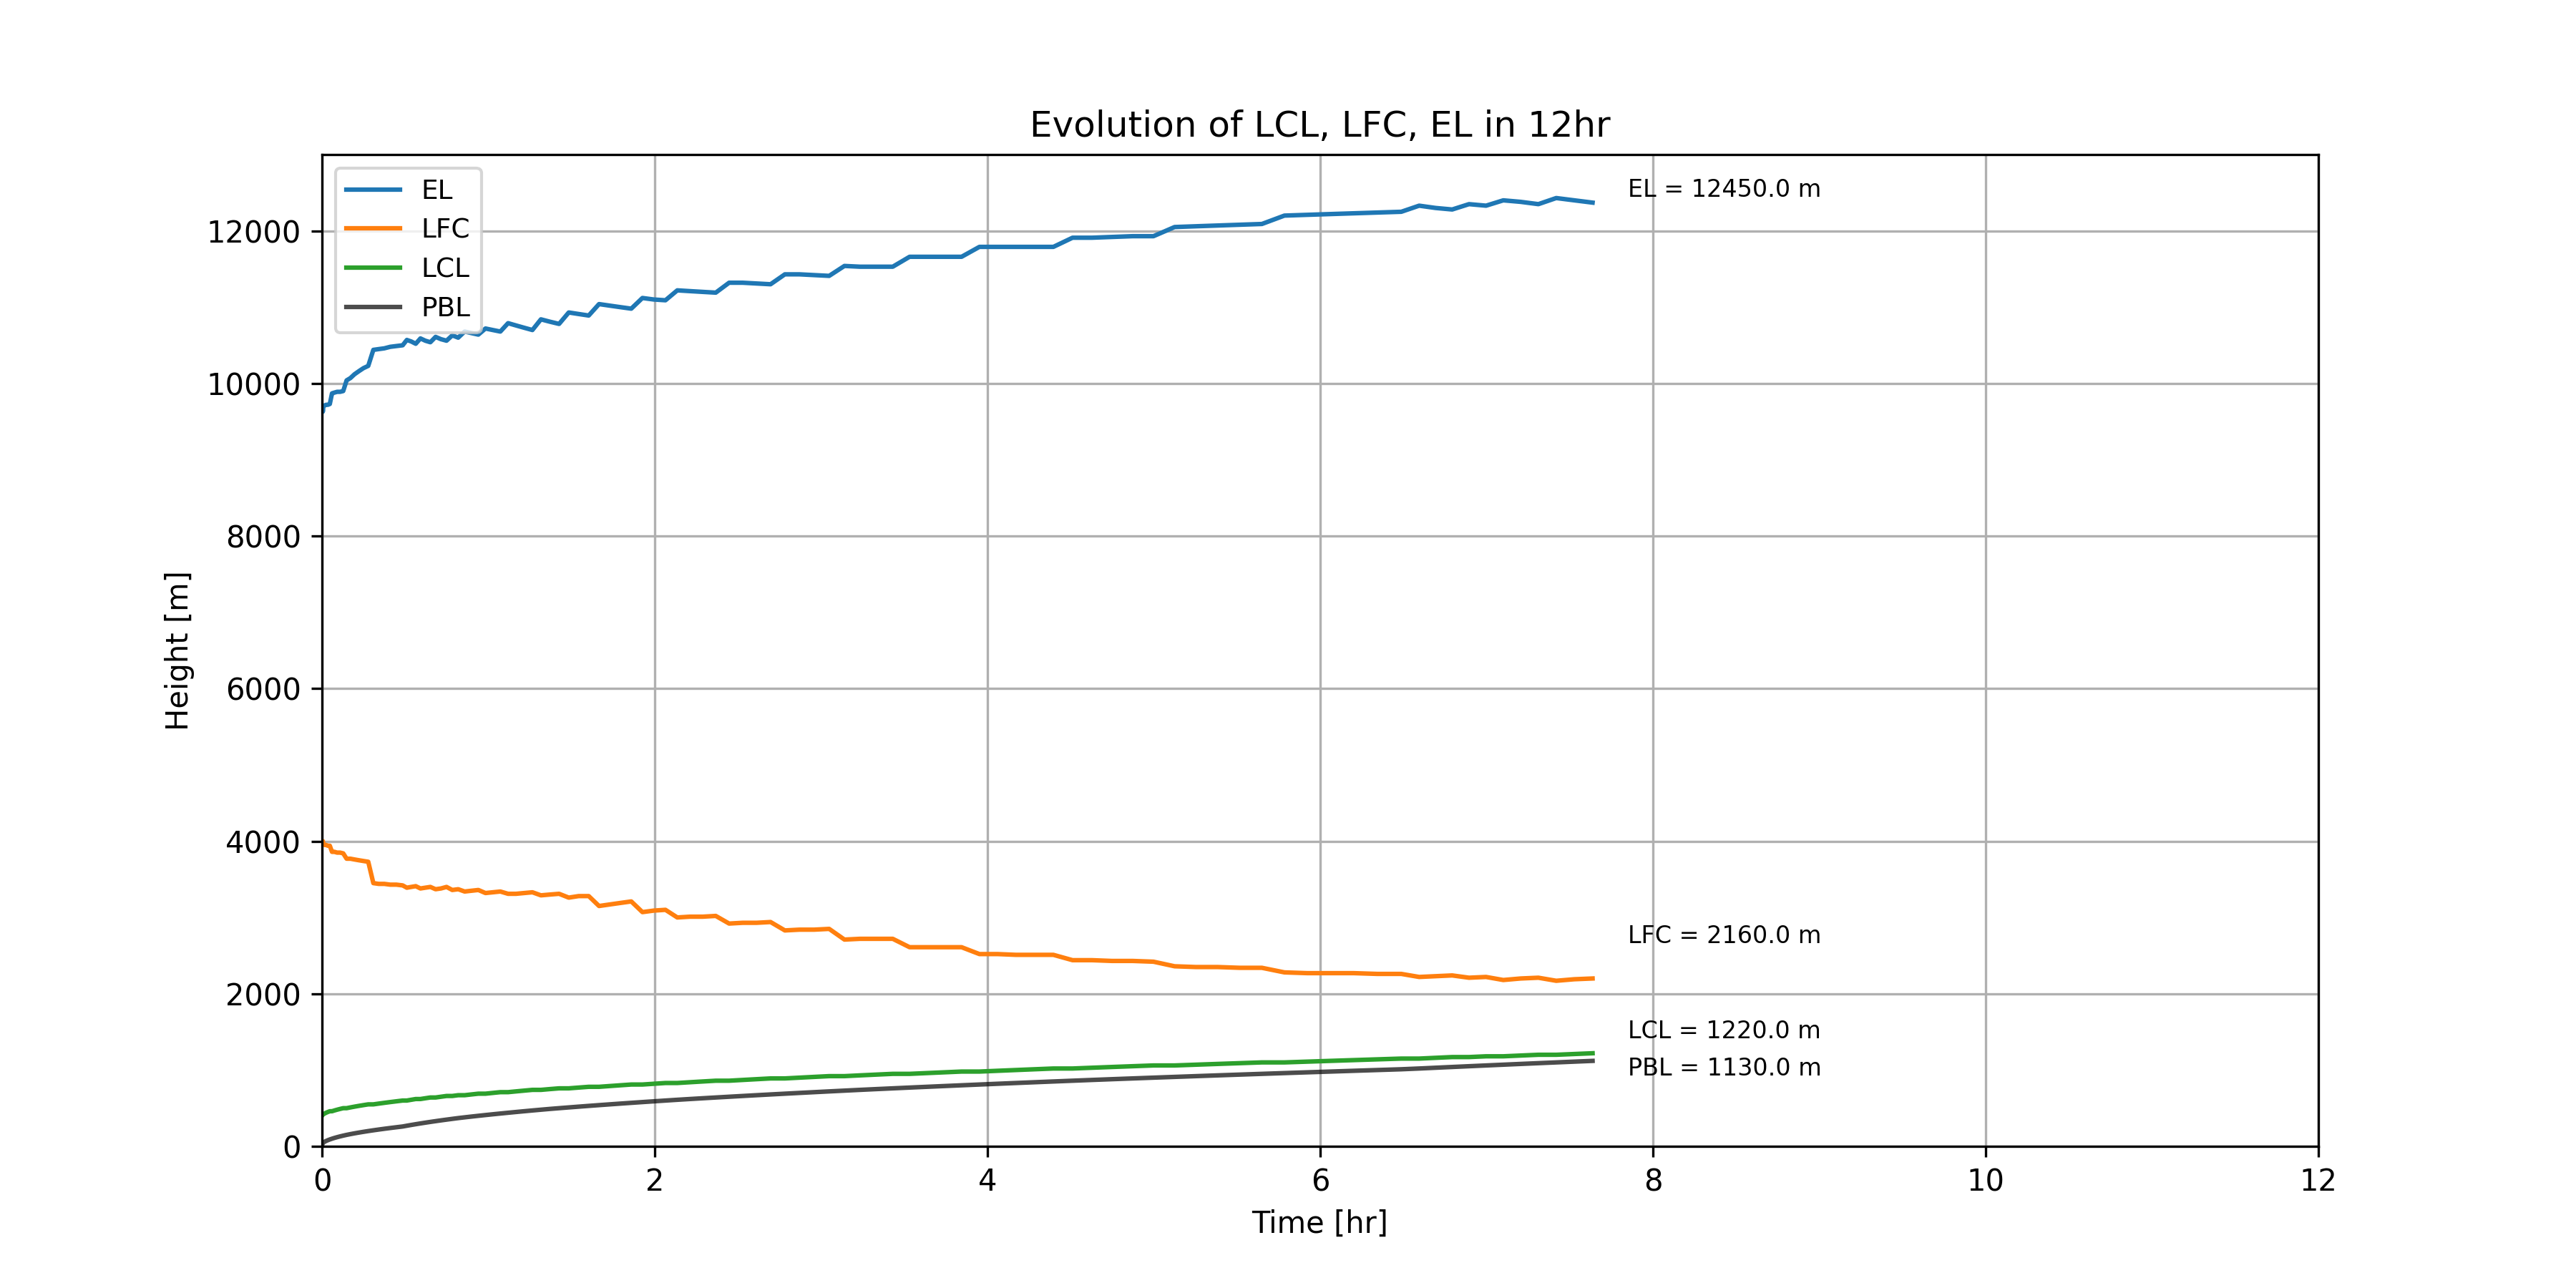 Evolution of LCL, LFC, EL in 12hr
EL
LFC
LCL
PBL
EL = 12450.0 m
LFC = 2160.0 m
LCL = 1220.0 m
PBL = 1130.0 m
Height [m]
12000
10000
8000
6000
4000
2000
0
0 2 4 6 8 10 12
Time [hr]